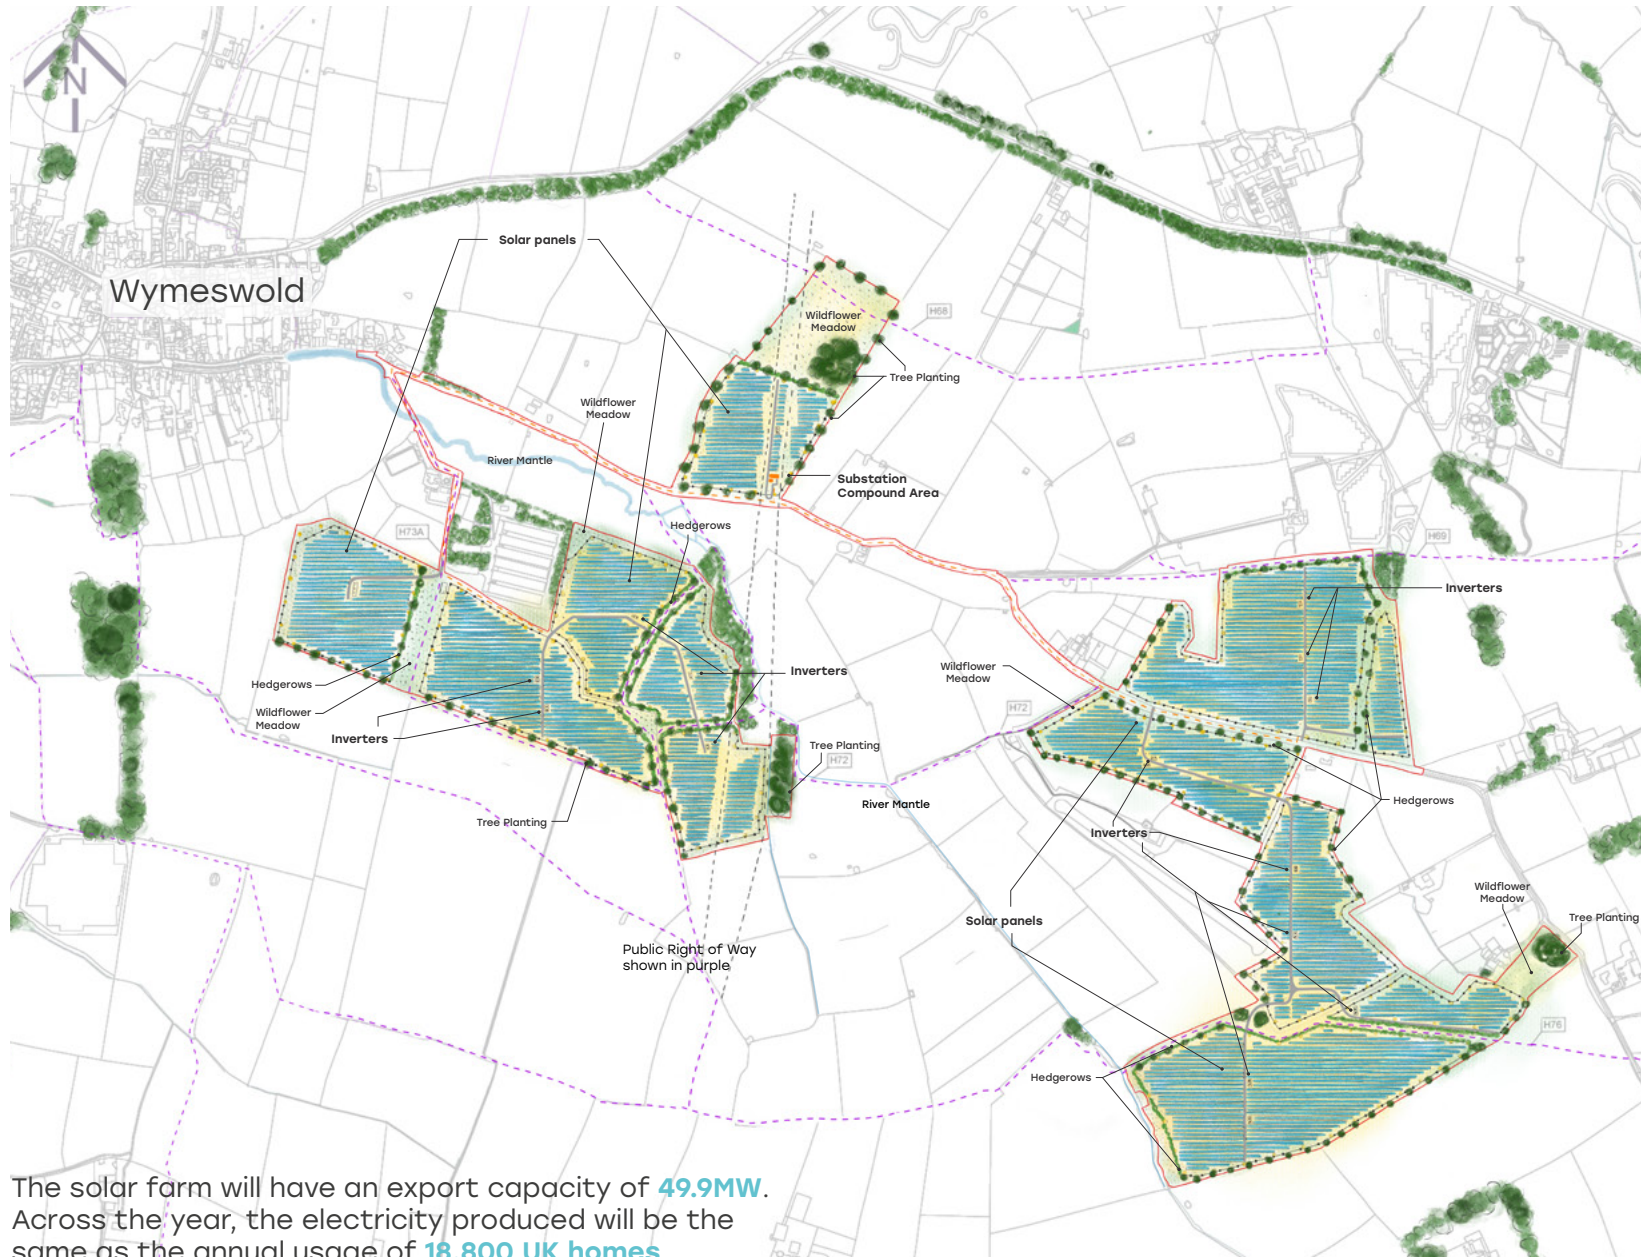 N
Solar panels
Wymeswold
Wildflower
Meadow
H68
Tree Planting
Wildflower
Meadow
River Mantle
Substation
Compound Area
Hedgerows
H73A
H69
Inverters
Hedgerows
Wildflower
Meadow
Inverters
Inverters
Wildflower
Meadow
H72
Tree Planting
H72
Tree Planting
River Mantle
Hedgerows
Inverters
Solar panels
Wildflower
Meadow
Tree Planting
Public Right of Way
shown in purple
H76
Hedgerows
The solar farm will have an export capacity of 49.9MW.
Across the year, the electricity produced will be the
same as the annual usage of 18,800 UK homes